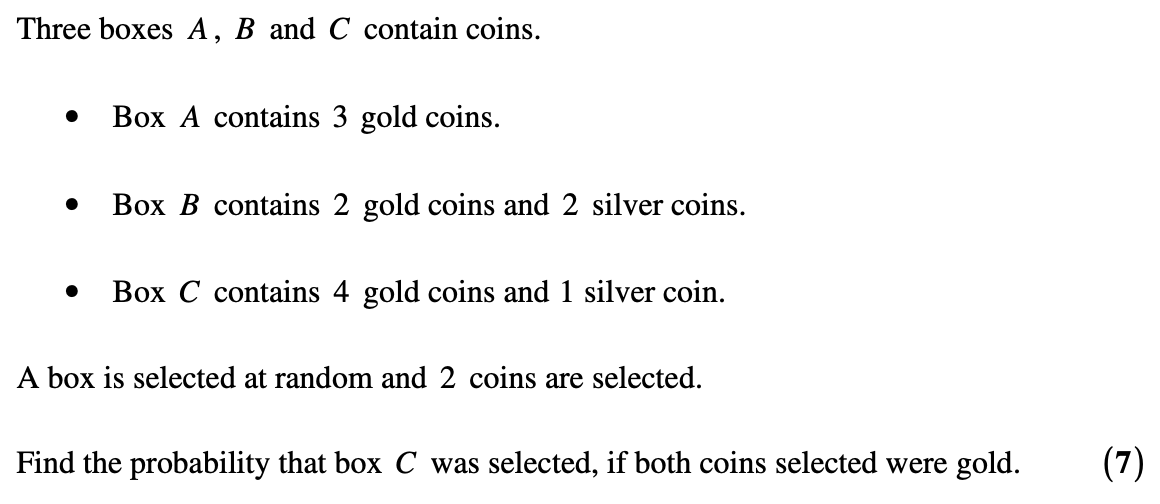 Three boxes A, B and C contain coins.
• Box A contains 3 gold coins.
• Box B contains 2 gold coins and 2 silver coins.
• Box C contains 4 gold coins and 1 silver coin.
A box is selected at random and 2 coins are selected.
Find the probability that box C was selected, if both coins selected were gold. (7)